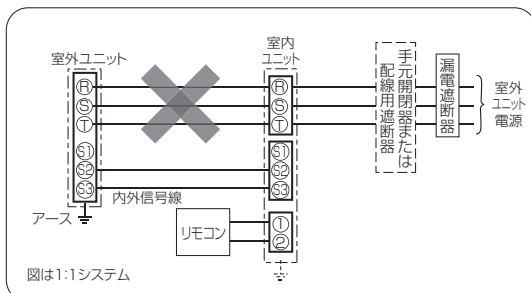 室外ユニット
R
S
T
S1
S2
S3
アース
内外信号線
リモコン
室内
ユニット
R
S
T
S1
S2
S3
1
2
手元開閉器または
配線用遮断器
漏電遮断器
室外
ユニット
電源
図は1:1システム